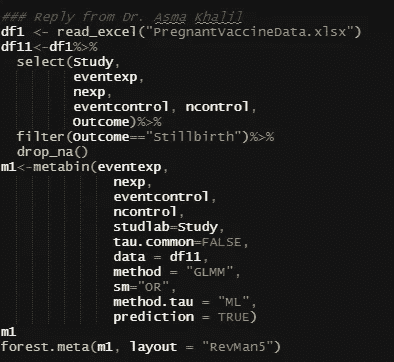 ### Reply from Dr. Asma Khalil
df1 <- read_excel("PregnantVaccineData.xlsx")
df11<-df1%>%
select(Study,
eventexp,
nexp,
eventcontrol, ncontrol,
Outcome)%>%
filter(Outcome=="Stillbirth")%>%
drop_na()
m1<-metabin(eventexp,
nexp,
eventcontrol,
ncontrol,
studlab=Study,
tau.common=FALSE,
data = df11,
method = "GLMM",
sm="OR",
method.tau = "ML",
prediction = TRUE)
m1
forest.meta(m1, layout = "RevMan5")